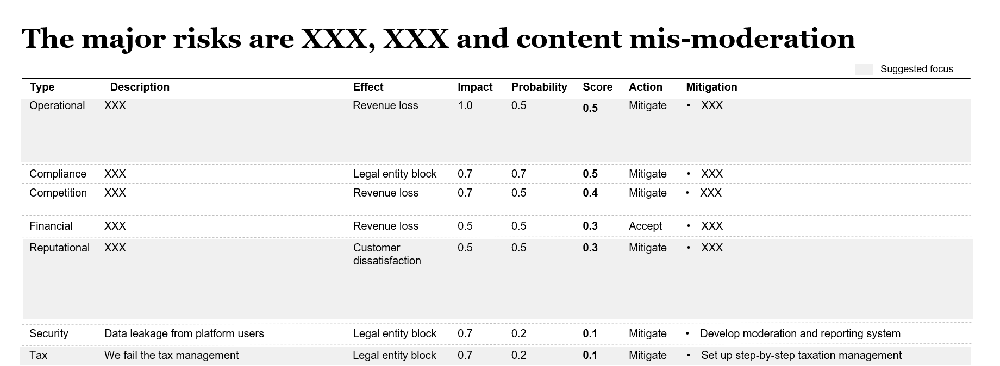 The major risks are XXX, XXX and content mis-moderation
Suggested focus
Type Description Effect Impact Probability Score Action Mitigation
Operational XXX Revenue loss 1.0 0.5 0.5 Mitigate • XXX
Compliance XXX Legal entity block 0.7 0.7 0.5 Mitigate • XXX
Competition XXX Revenue loss 0.7 0.5 0.4 Mitigate • XXX
Financial XXX Revenue loss 0.5 0.5 0.3 Accept • XXX
Reputational XXX Customer 0.5 0.5 0.3 Mitigate • XXX
dissatisfaction
Security Data leakage from platform users Legal entity block 0.7 0.2 0.1 Mitigate • Develop moderation and reporting system
Tax We fail the tax management Legal entity block 0.7 0.2 0.1 Mitigate • Set up step-by-step taxation management